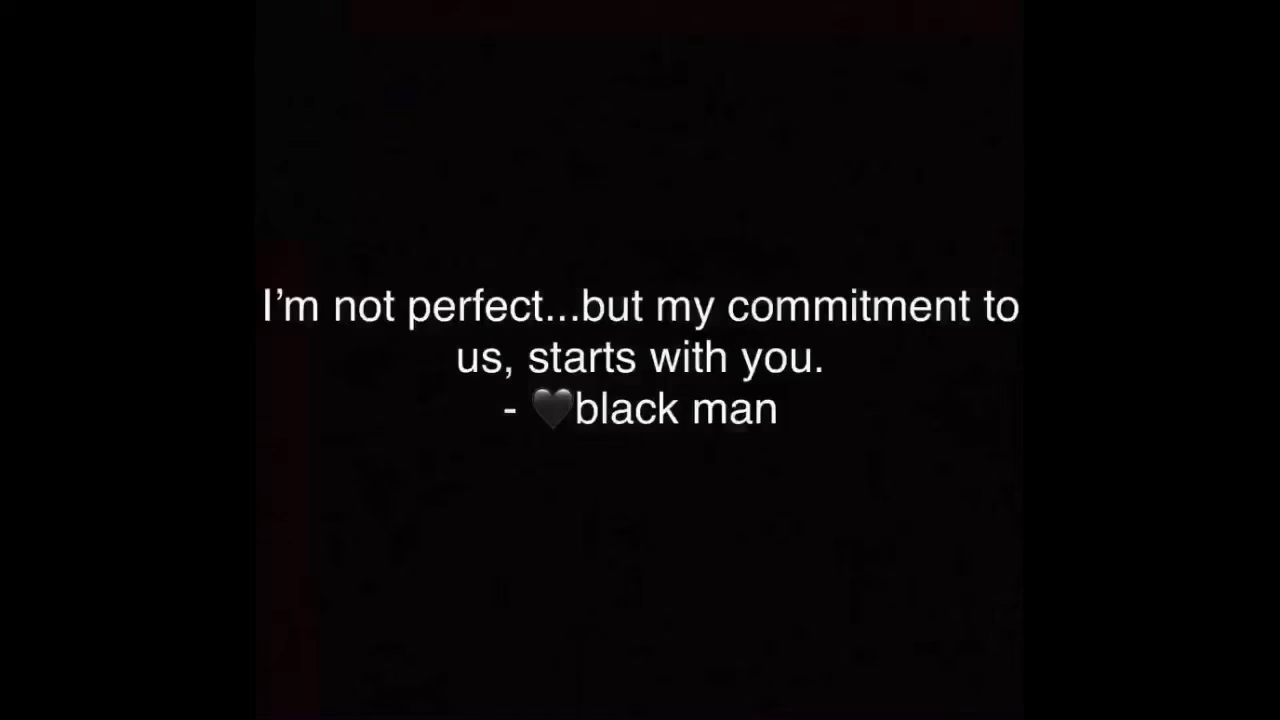 I’m not perfect...but my commitment to
us, starts with you.
- 🖤black man